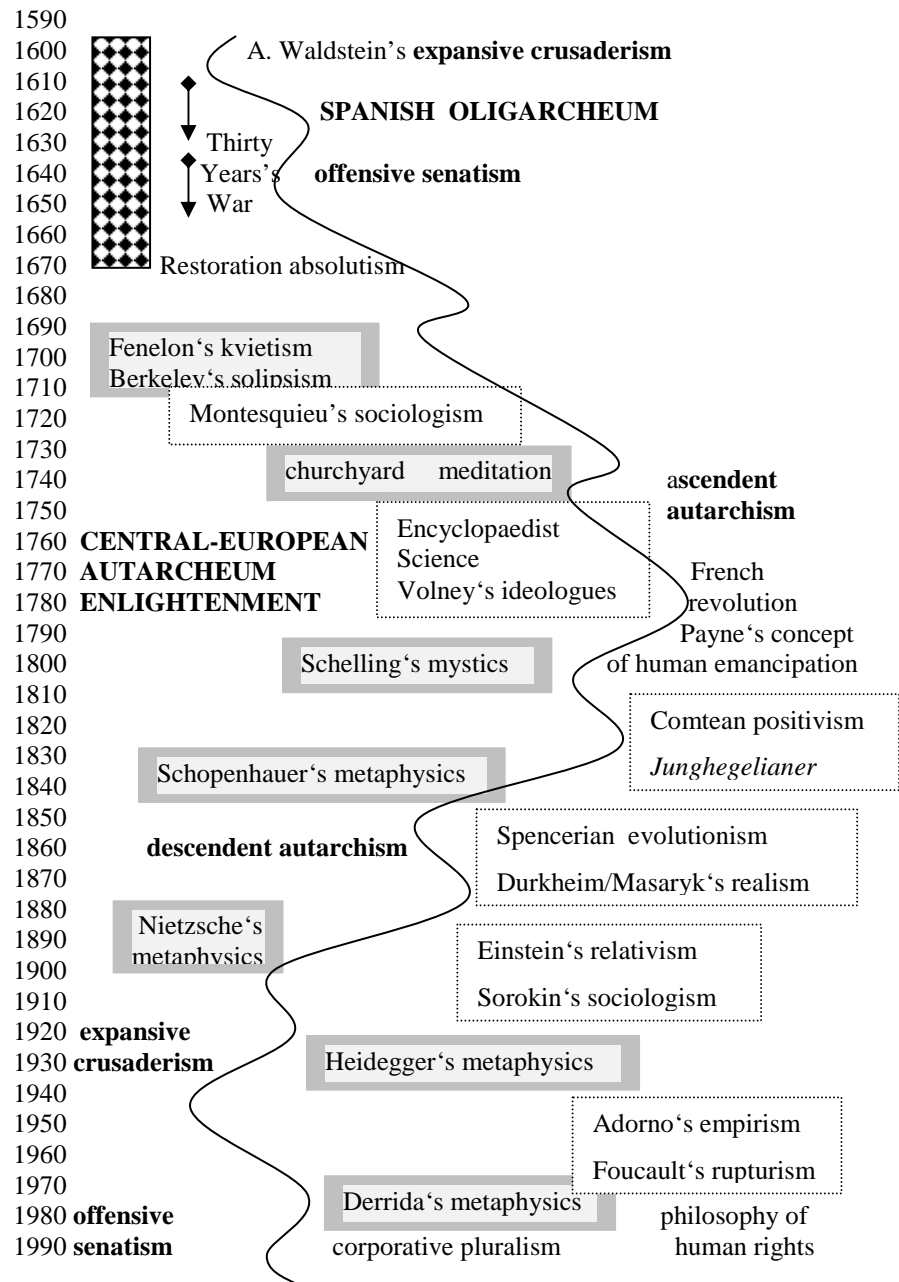 1590
1600 A. Waldstein's expansive crusaderism
1610
1620 SPANISH OLIGARCHEUM
1630 Thirty
1640 Years's offensive senatism
1650 War
1660
1670 Restoration absolutism
1680
1690
1700 Fenelon‘s kvietism
1710 Berkeley‘s solipsism
1720 Montesquieu's sociologism
1730
1740 churchyard meditation ascendent
1750 autarchism
Encyclopaedist
1760 CENTRAL-EUROPEAN Science
1770 AUTARCHEUM Volney‘s ideologues French
1780 ENLIGHTENMENT revolution
1790 Payne's concept
1800 Schelling‘s mystics of human emancipation
1810
1820 Comtean positivism
1830 Junghegelianer
1840 Schopenhauer‘s metaphysics
1850 Spencerian evolutionism
1860 descendent autarchism
1870 Durkheim/Masaryk's realism
1880
1890 Nietzsche‘s Einstein's relativism
1900 metaphysics
1910 Sorokin‘s sociologism
1920 expansive
1930 crusaderism Heidegger‘s metaphysics
1940
1950 Adorno‘s empirism
1960 Foucault‘s rupturism
1970
1980 offensive Derrida‘s metaphysics philosophy of
1990 senatism corporative pluralism human rights